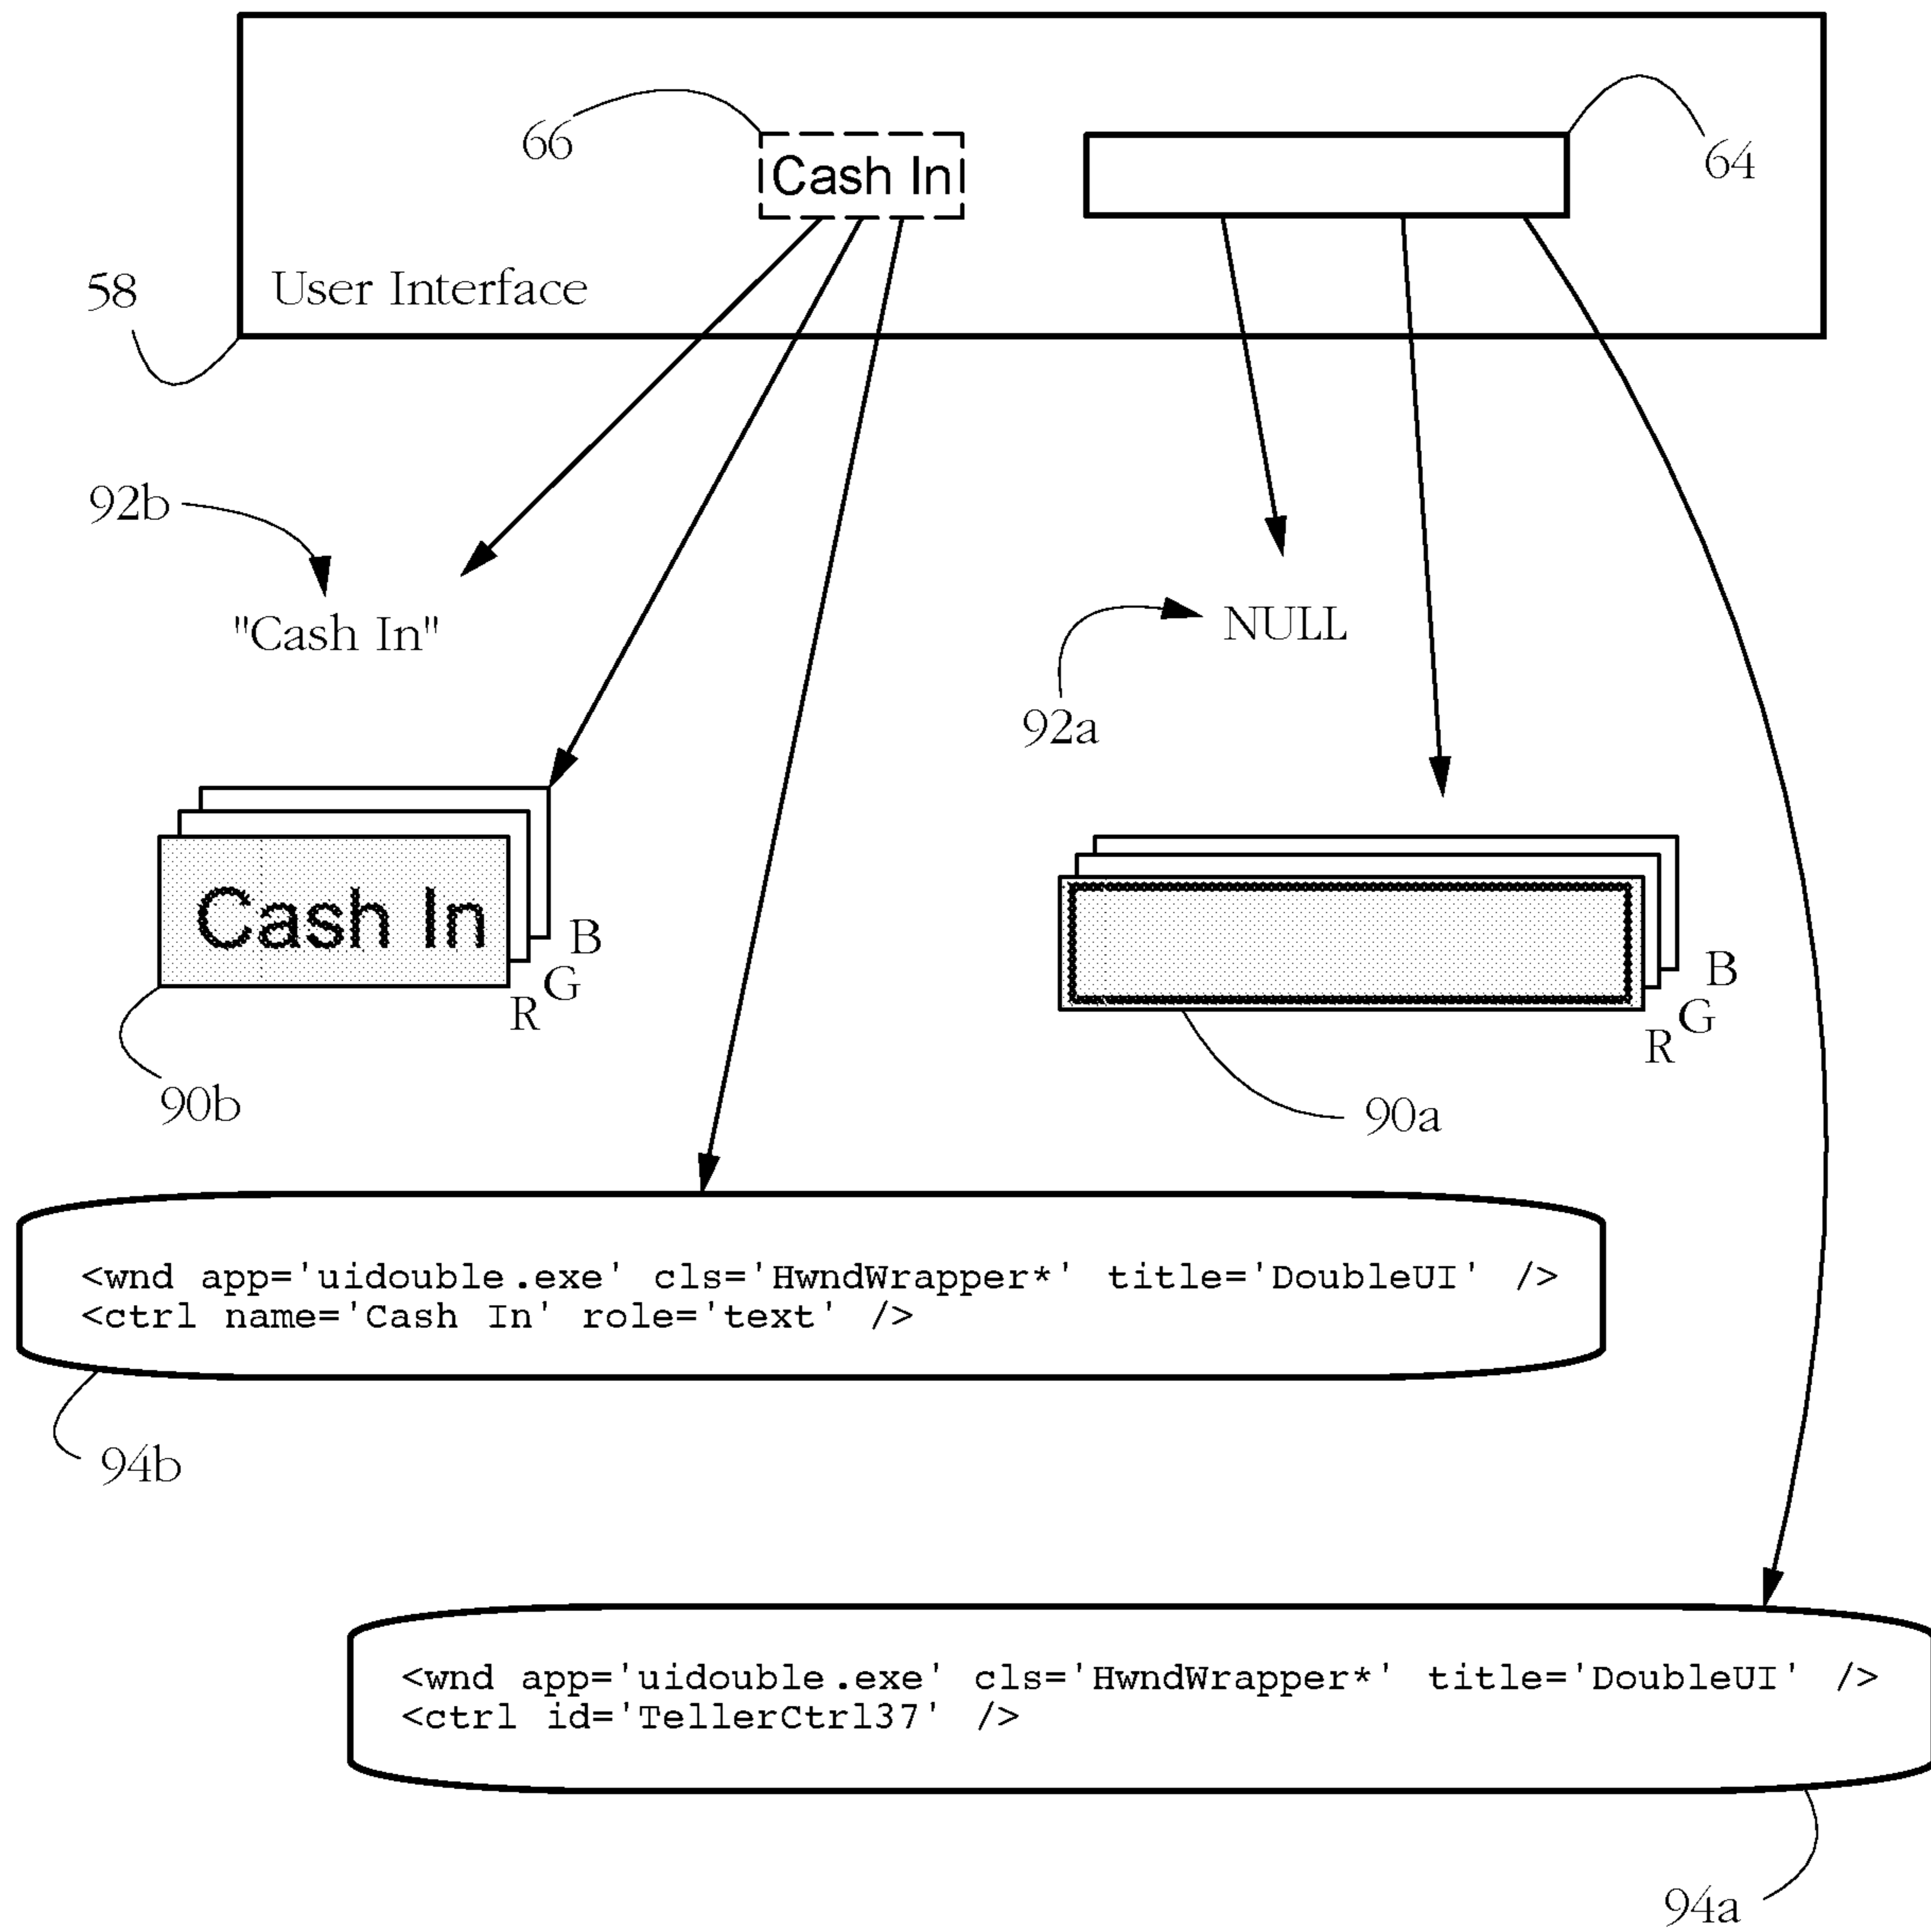 66
Cash In
64
58
User Interface
92b
"Cash In"
NULL
92a
Cash In
B
G
R
90b
B
G
R
90a
<wnd app='uidouble.exe' cls='HwndWrapper*' title='DoubleUI' />
<ctrl name='Cash In' role='text' />
94b
<wnd app='uidouble.exe' cls='HwndWrapper*' title='DoubleUI' />
<ctrl id='TellerCtrl37' />
94a